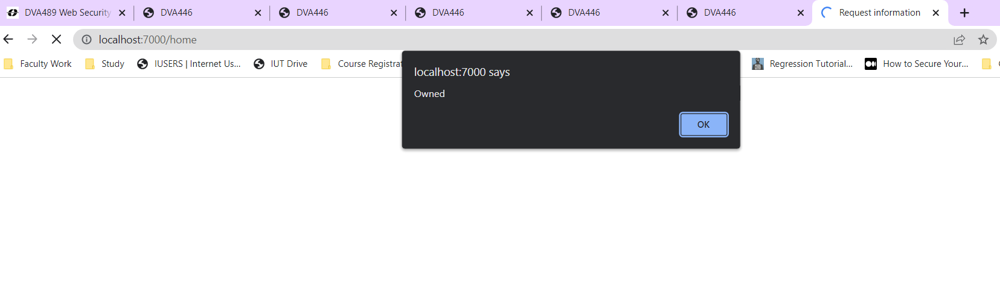 DVA489 Web Security DVA446 DVA446 DVA446 DVA446 DVA446 Request information
localhost:7000/home
Faculty Work Study IUSERS | Internet Us... IUT Drive Course Registrat Regression Tutorial... How to Secure Your...
localhost:7000 says
Owned
OK